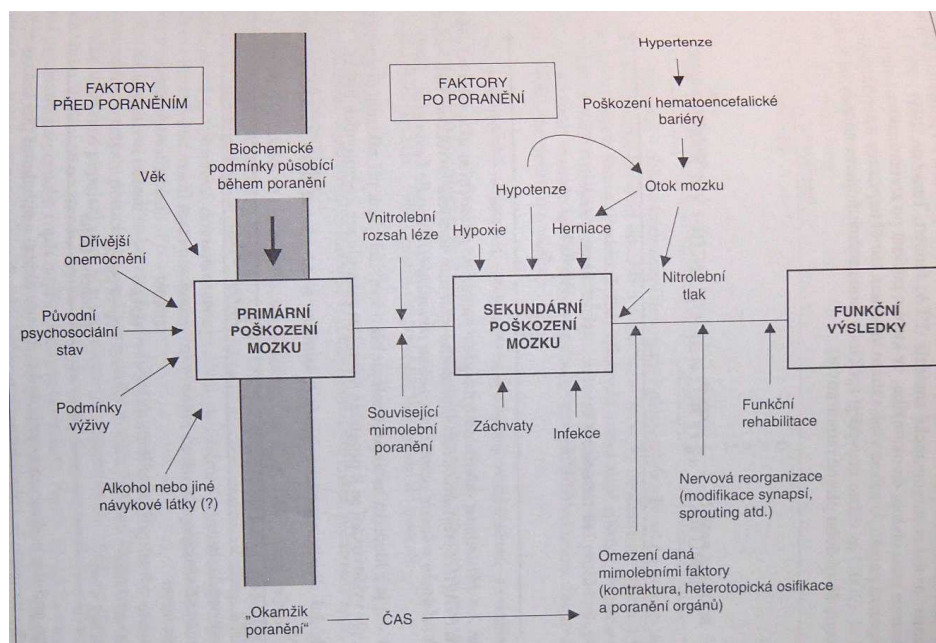 FAKTORY
PŘED PORANĚNÍM
FAKTORY
PO PORANĚNÍ
Hypertenze
Poškození hematoencefalické
bariéry
Biochemické
podmínky působící
během poranění
Věk
Hypotenze
Otok mozku
Vnitrolební
rozsah léze
Hypoxie
Herniace
Dřívější
onemocnění
Nitrolební
tlak
Původní
psychosociální
stav
PRIMÁRNÍ
POŠKOZENÍ
MOZKU
SEKUNDÁRNÍ
POŠKOZENÍ
MOZKU
FUNKČNÍ
VÝSLEDKY
Podmínky
výživy
Související
mimolební
poranění
Záchvaty
Infekce
Funkční
rehabilitace
Alkohol nebo jiné
návykové látky (?)
Nervová reorganizace
(modifikace synapsí,
sprouting atd.)
Omezení daná
mimolebními faktory
(kontraktura, heterotopická osifikace
a poranění orgánů)
„Okamžik
poranění“
ČAS